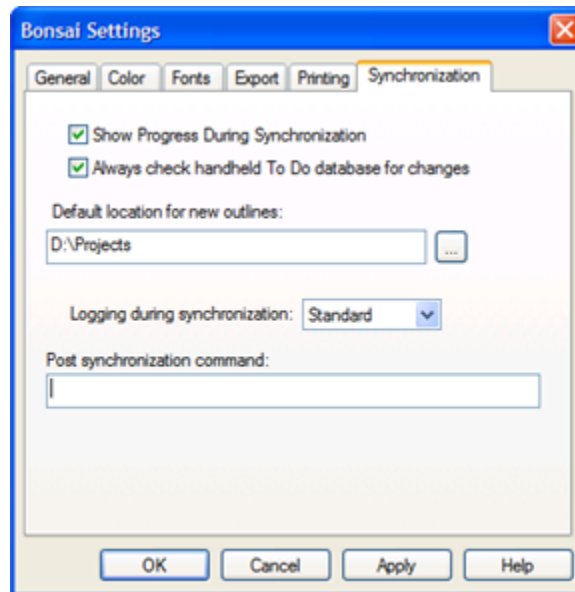 Bonsai Settings
General Color Fonts Export Printing Synchronization
Show Progress During Synchronization
Always check handheld To Do database for changes
Default location for new outlines:
D:\Projects ...
Logging during synchronization: Standard
Post synchronization command:
OK Cancel Apply Help